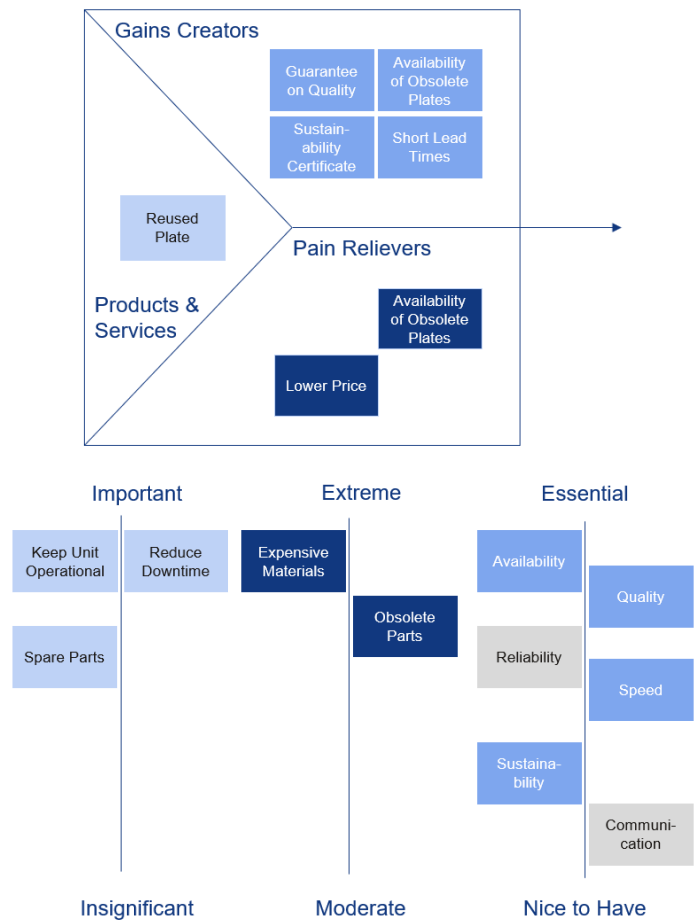 Gains Creators
Guarantee
on Quality
Availability
of Obsolete
Plates
Sustain-
ability
Certificate
Short Lead
Times
Reused
Plate
Pain Relievers
Products &
Services
Availability
of Obsolete
Plates
Lower Price
Important
Extreme
Essential
Keep Unit
Operational
Reduce
Downtime
Expensive
Materials
Availability
Quality
Obsolete
Parts
Spare Parts
Reliability
Speed
Sustaina-
bility
Communi-
cation
Insignificant
Moderate
Nice to Have